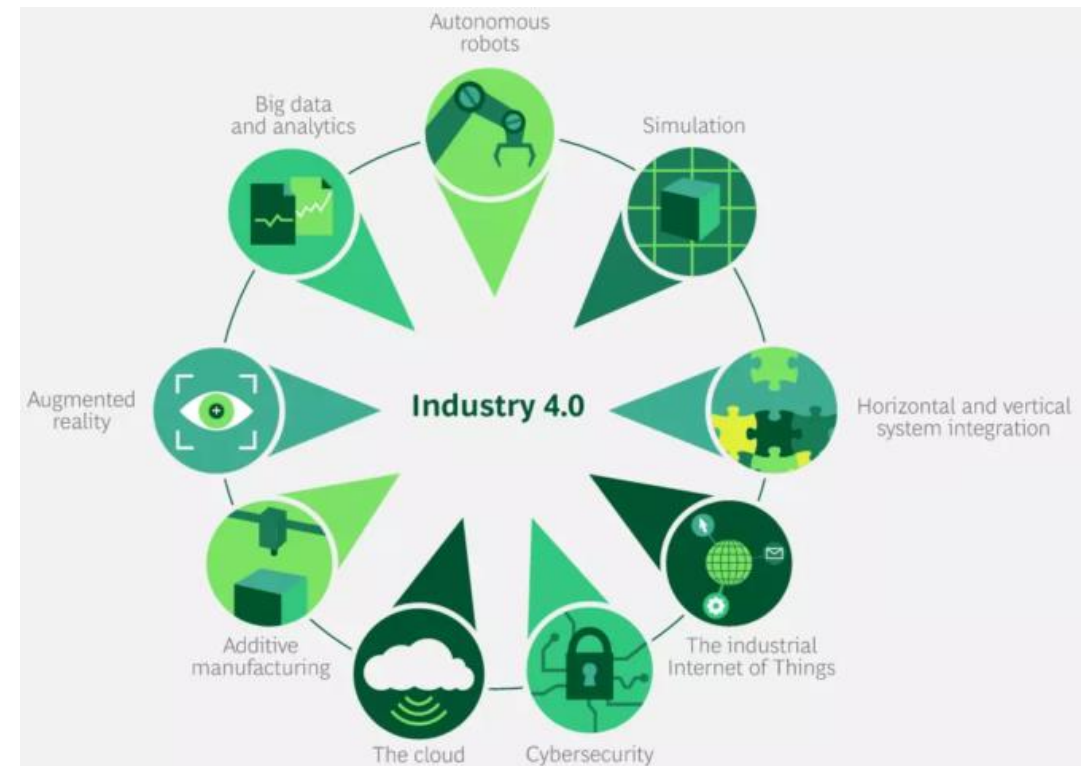 Autonomous
robots
Big data
and analytics
Simulation
Augmented
reality
Industry 4.0
Horizontal and vertical
system integration
Additive
manufacturing
The industrial
Internet of Things
The cloud
Cybersecurity